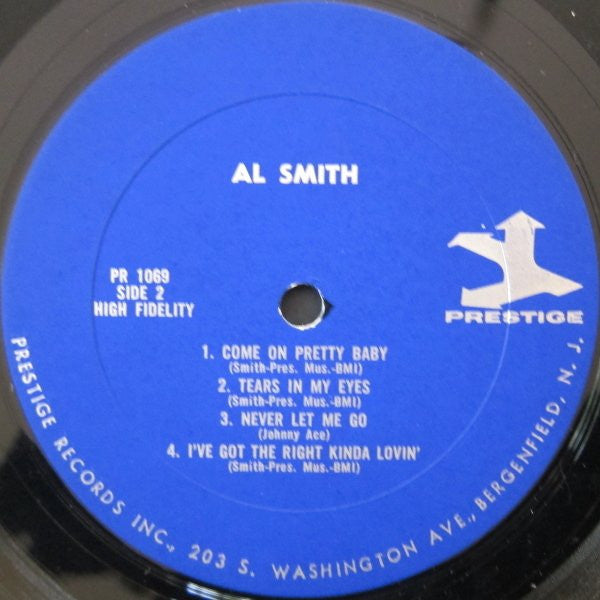 AL SMITH
PR 1069
SIDE 2
HIGH FIDELITY
PRESTIGE
1. COME ON PRETTY BABY
(Smith-Pres. Mus.-BMI)
2. TEARS IN MY EYES
(Smith-Pres. Mus.-BMI)
3. NEVER LET ME GO
(Johnny Ace)
4. I'VE GOT THE RIGHT KINDA LOVIN'
(Smith-Pres. Mus.-BMI)
PRESTIGE RECORDS INC., 203 S. WASHINGTON AVE., BERGENFIELD, N. J.